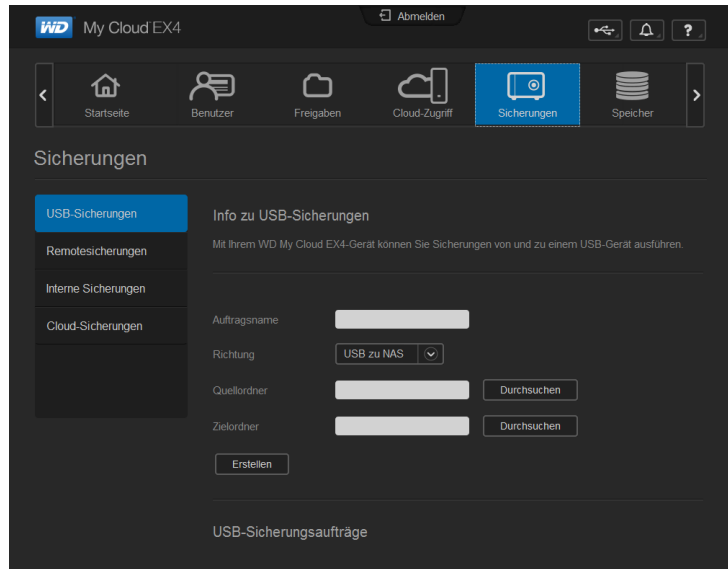 WD My Cloud EX4
Abmelden
?
Startseite
Benutzer
Freigaben
Cloud-Zugriff
Sicherungen
Speicher
Sicherungen
USB-Sicherungen
Remotesicherungen
Interne Sicherungen
Cloud-Sicherungen
Info zu USB-Sicherungen
Mit Ihrem WD My Cloud EX4-Gerät können Sie Sicherungen von und zu einem USB-Gerät ausführen.
Auftragsname
Richtung
USB zu NAS
Quellordner
Durchsuchen
Zielordner
Durchsuchen
Erstellen
USB-Sicherungsaufträge